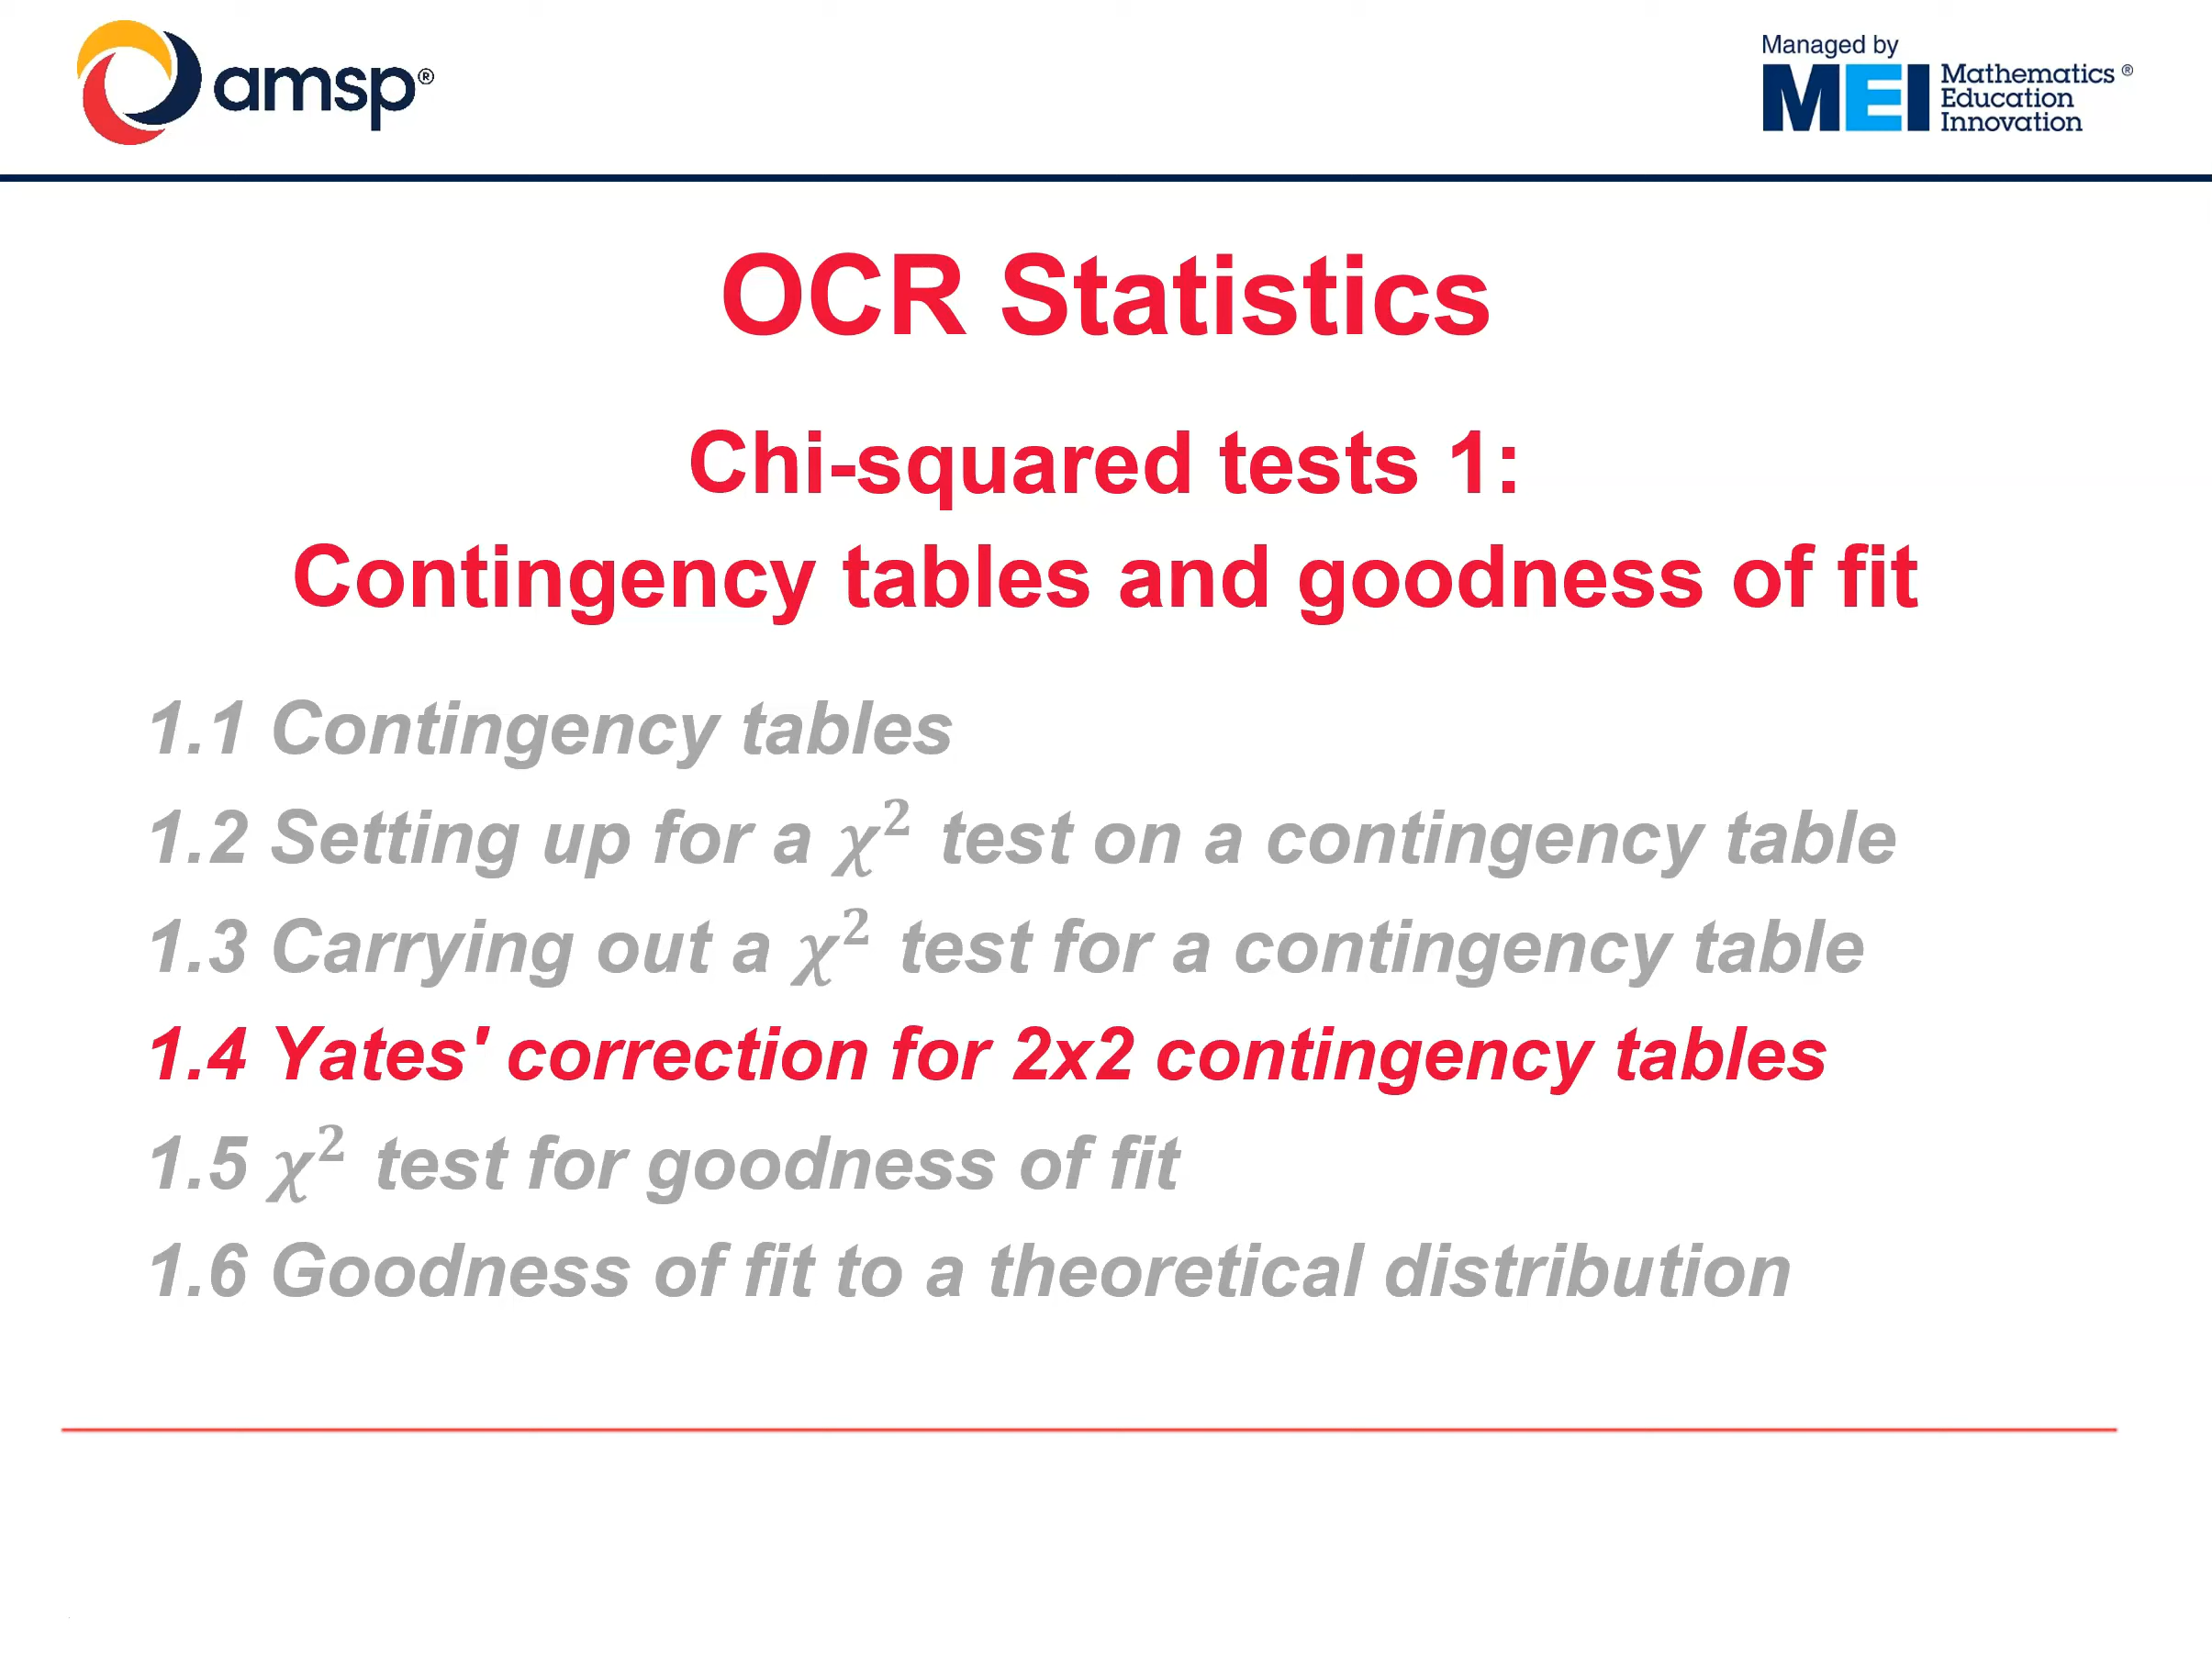 amsp®
Managed by
MEI Mathematics ®
Education
Innovation
OCR Statistics
Chi-squared tests 1:
Contingency tables and goodness of fit
1.1 Contingency tables
1.2 Setting up for a χ² test on a contingency table
1.3 Carrying out a χ² test for a contingency table
1.4 Yates' correction for 2x2 contingency tables
1.5 χ² test for goodness of fit
1.6 Goodness of fit to a theoretical distribution